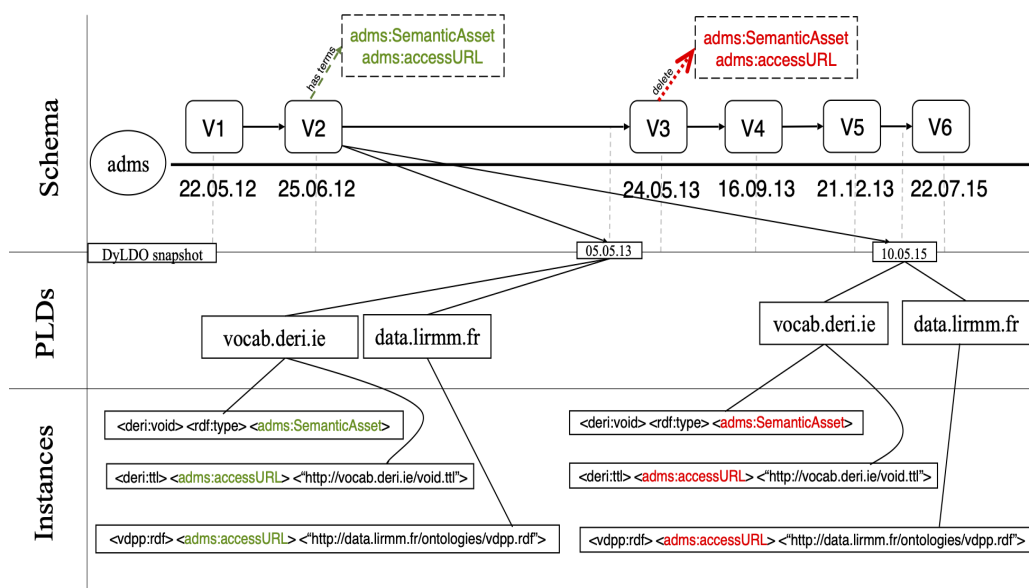 adms:SemanticAsset
adms:accessURL
adms:SemanticAsset
adms:accessURL
has terms
delete
Schema
V1
V2
V3
V4
V5
V6
adms
22.05.12
25.06.12
24.05.13
16.09.13
21.12.13
22.07.15
DyLDO snapshot
05.05.13
10.05.15
PLDs
vocab.deri.ie
data.lirmm.fr
vocab.deri.ie
data.lirmm.fr
Instances
<deri:void> <rdf:type> <adms:SemanticAsset>
<deri:void> <rdf:type> <adms:SemanticAsset>
<deri:ttl> <adms:accessURL> <“http://vocab.deri.ie/void.ttl”>
<deri:ttl> <adms:accessURL> <“http://vocab.deri.ie/void.ttl”>
<vdpp:rdf> <adms:accessURL> <“http://data.lirmm.fr/ontologies/vdpp.rdf”>
<vdpp:rdf> <adms:accessURL> <“http://data.lirmm.fr/ontologies/vdpp.rdf”>